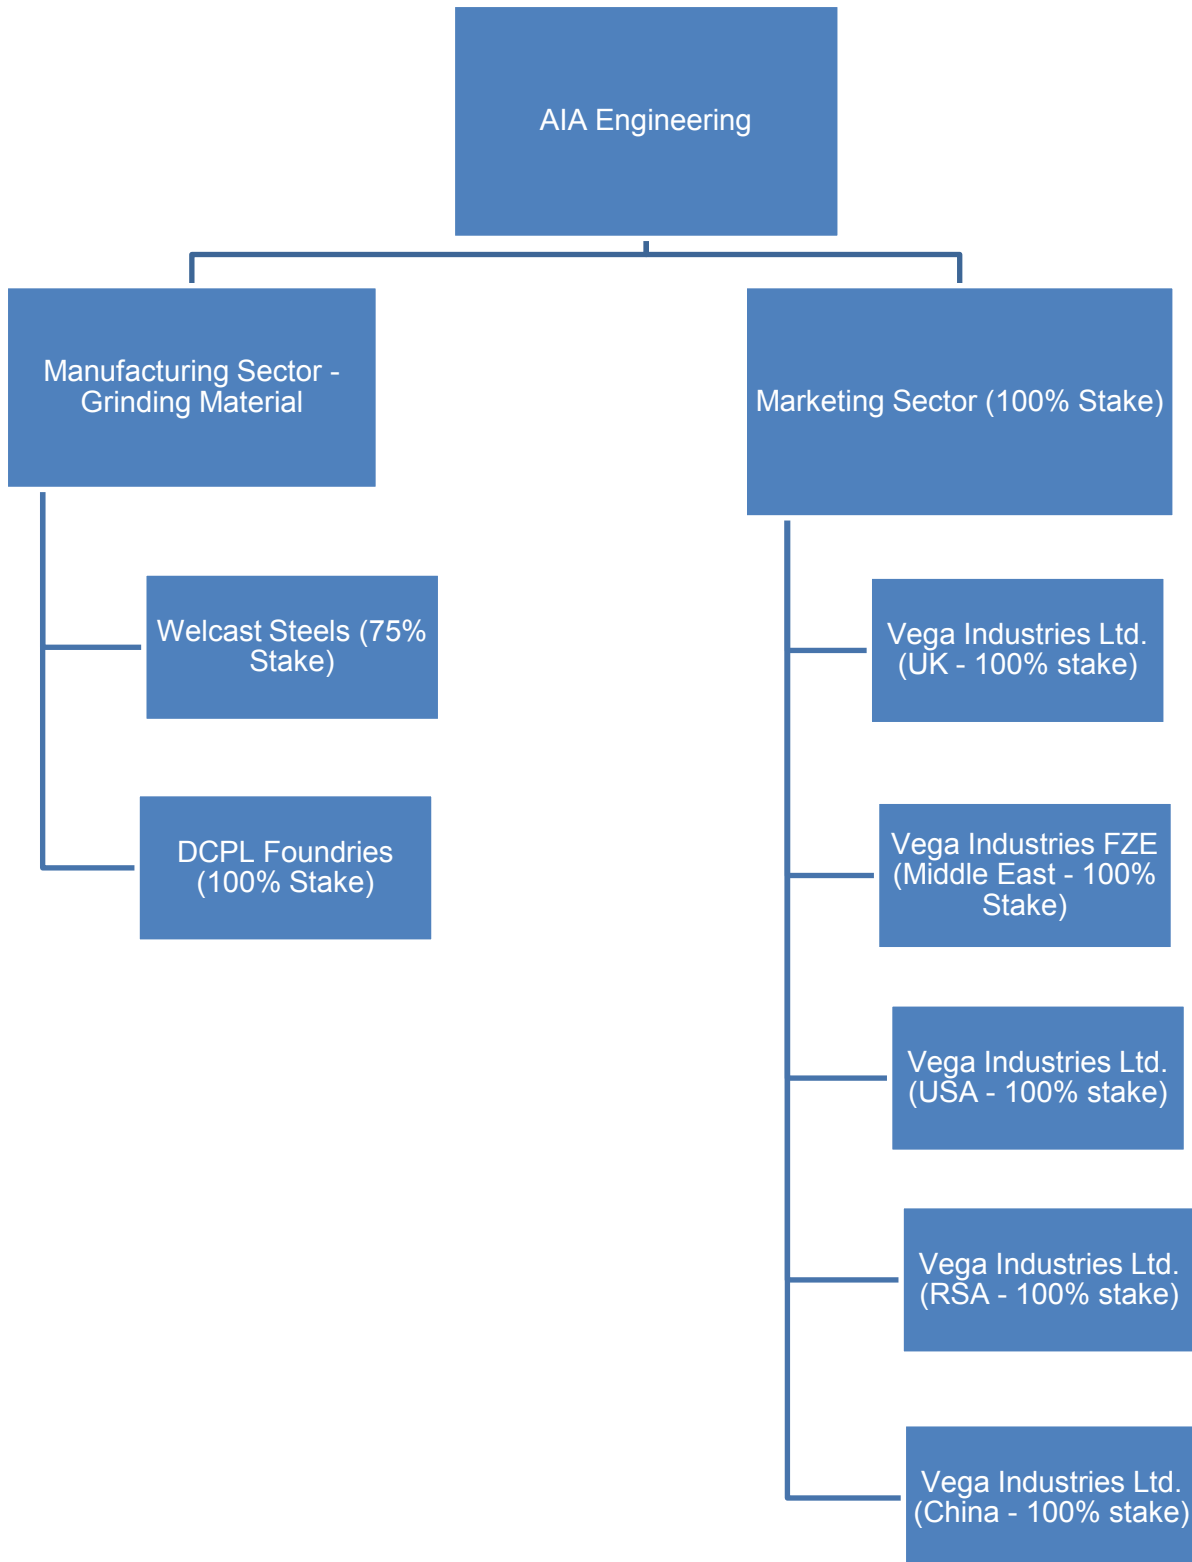 AIA Engineering
Manufacturing Sector -
Grinding Material
Welcast Steels (75%
Stake)
DCPL Foundries
(100% Stake)
Marketing Sector (100% Stake)
Vega Industries Ltd.
(UK - 100% stake)
Vega Industries FZE
(Middle East - 100%
Stake)
Vega Industries Ltd.
(USA - 100% stake)
Vega Industries Ltd.
(RSA - 100% stake)
Vega Industries Ltd.
(China - 100% stake)